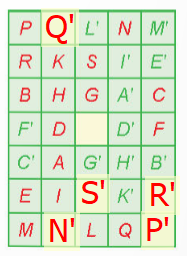 P Q' L' N M'
R K S I' E'
B H G A' C
F' D D' F
C' A G' H' B'
E I S' K' R'
M N' L Q P'